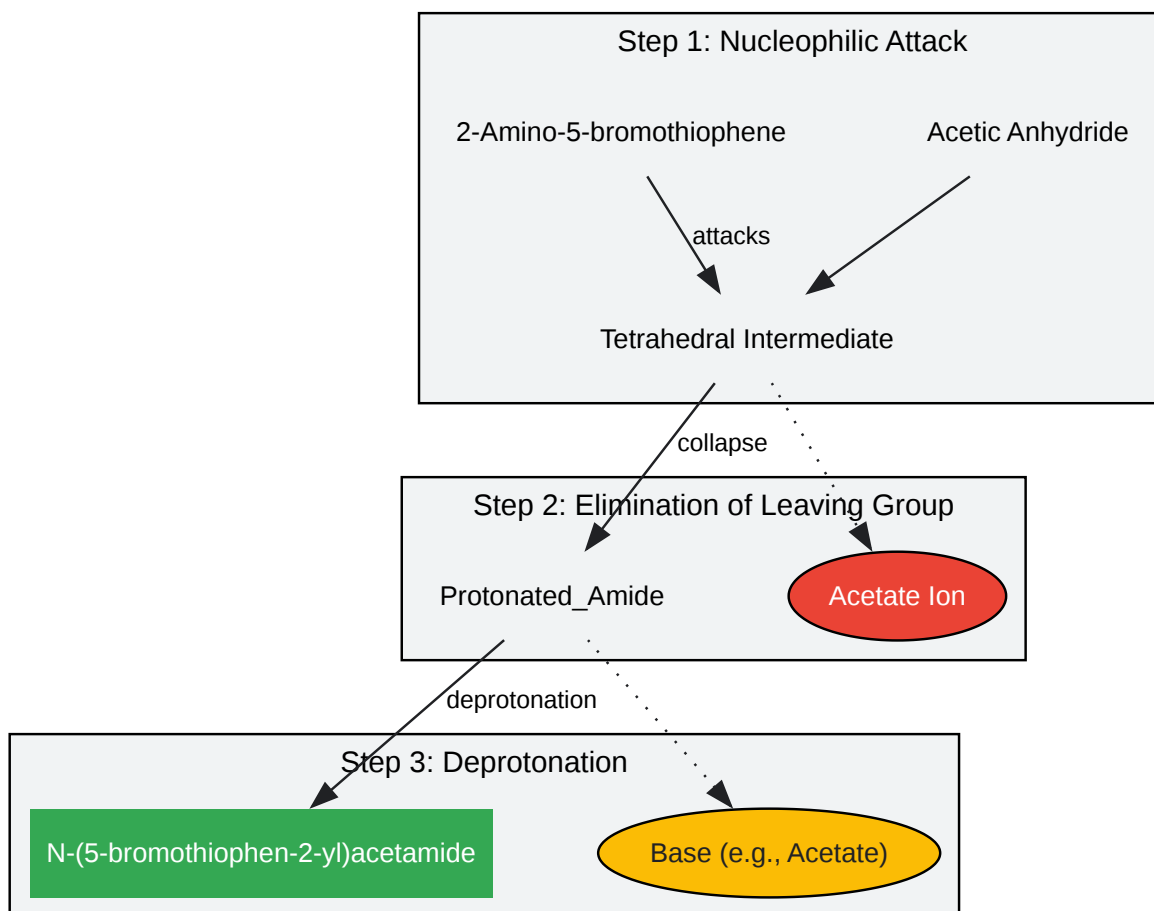 Step 1: Nucleophilic Attack
2-Amino-5-bromothiophene
Acetic Anhydride
attacks
Tetrahedral Intermediate
collapse
Step 2: Elimination of Leaving Group
Protonated_Amide
Acetate Ion
deprotonation
Step 3: Deprotonation
N-(5-bromothiophen-2-yl)acetamide
Base (e.g., Acetate)